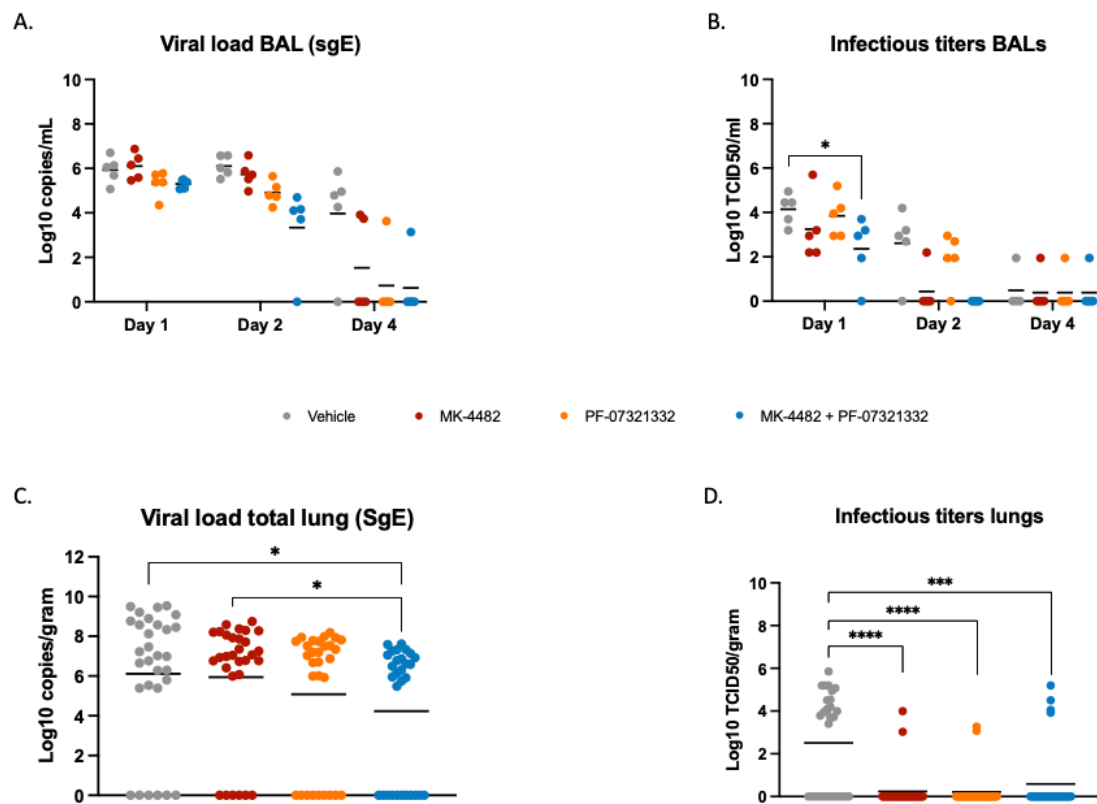 A.
Viral load BAL (sgE)
Log10 copies/mL
10
8
6
4
2
0
Day 1
Day 2
Day 4
B.
Infectious titers BALs
Log10 TCID50/ml
10
8
6
4
2
0
*
Day 1
Day 2
Day 4
Vehicle
MK-4482
PF-07321332
MK-4482 + PF-07321332
C.
Viral load total lung (SgE)
Log10 copies/gram
12
10
8
6
4
2
0
*
*
D.
Infectious titers lungs
Log10 TCID50/gram
10
8
6
4
2
0
***
****
****